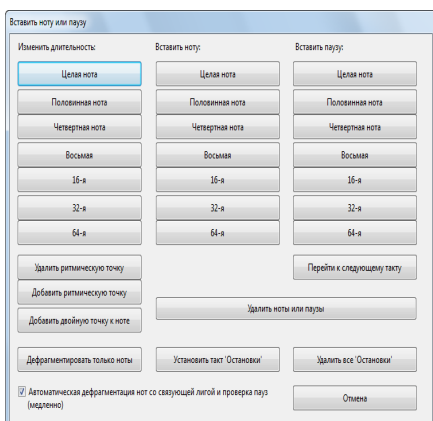 Вставить ноту или паузу
Изменить длительность: Вставить ноту: Вставить паузу:
Целая нота Целая нота Целая нота
Половинная нота Половинная нота Половинная нота
Четвертная нота Четвертная нота Четвертная нота
Восьмая Восьмая Восьмая
16-я 16-я 16-я
32-я 32-я 32-я
64-я 64-я 64-я
Удалить ритмическую точку Перейти к следующему такту
Добавить ритмическую точку
Удалить ноты или паузы
Добавить двойную точку к ноте
Дефрагментировать только ноты Установить такт 'Остановки' Удалить все 'Остановки'
Автоматическая дефрагментация нот со связующей лигой и проверка пауз
(медленно)
Отмена